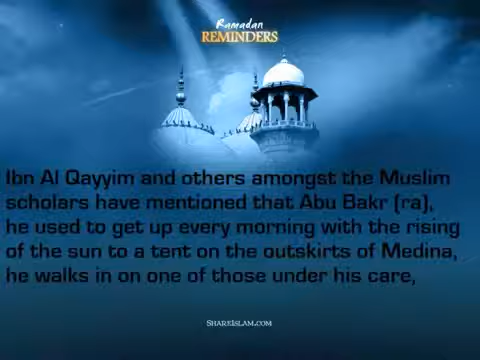 Ramadan
REMINDERS
Ibn Al Qayyim and others amongst the Muslim
scholars have mentioned that Abu Bakr (ra),
he used to get up every morning with the rising
of the sun to a tent on the outskirts of Medina,
he walks in on one of those under his care,
ShareIslam.com